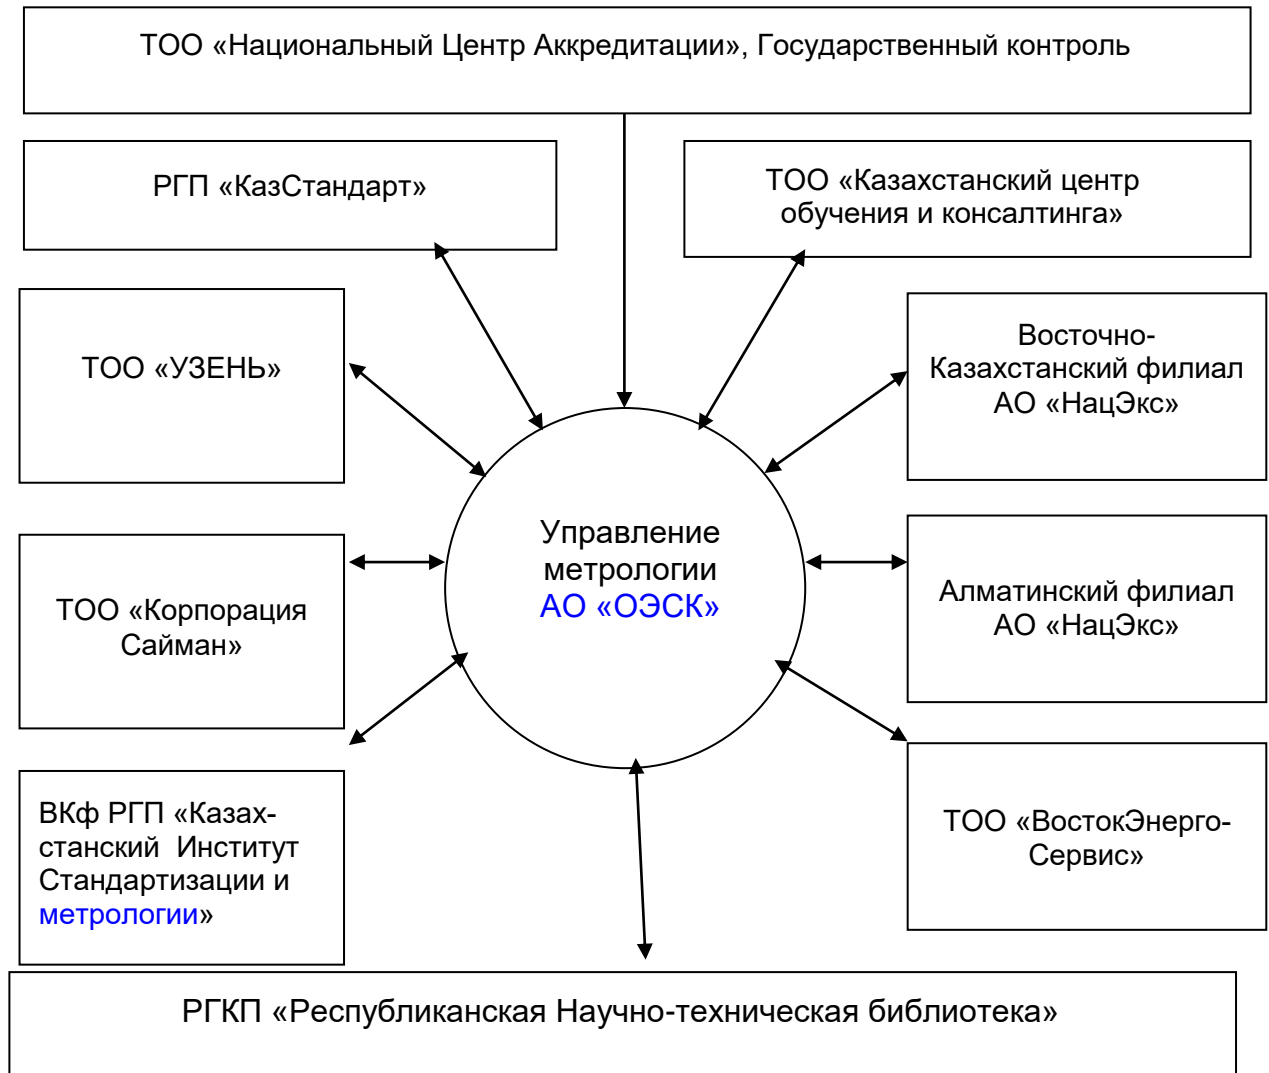 ТОО «Национальный Центр Аккредитации», Государственный контроль
РГП «КазСтандарт»
ТОО «Казахстанский центр
обучения и консалтинга»
ТОО «УЗЕНЬ»
Восточно-
Казахстанский филиал
АО «НацЭкс»
Управление
метрологии
АО «ОЭСК»
ТОО «Корпорация
Сайман»
Алматинский филиал
АО «НацЭкс»
ВКф РГП «Казах-
станский Институт
Стандартизации и
метрологии»
ТОО «ВостокЭнерго-
Сервис»
РГКП «Республиканская Научно-техническая библиотека»